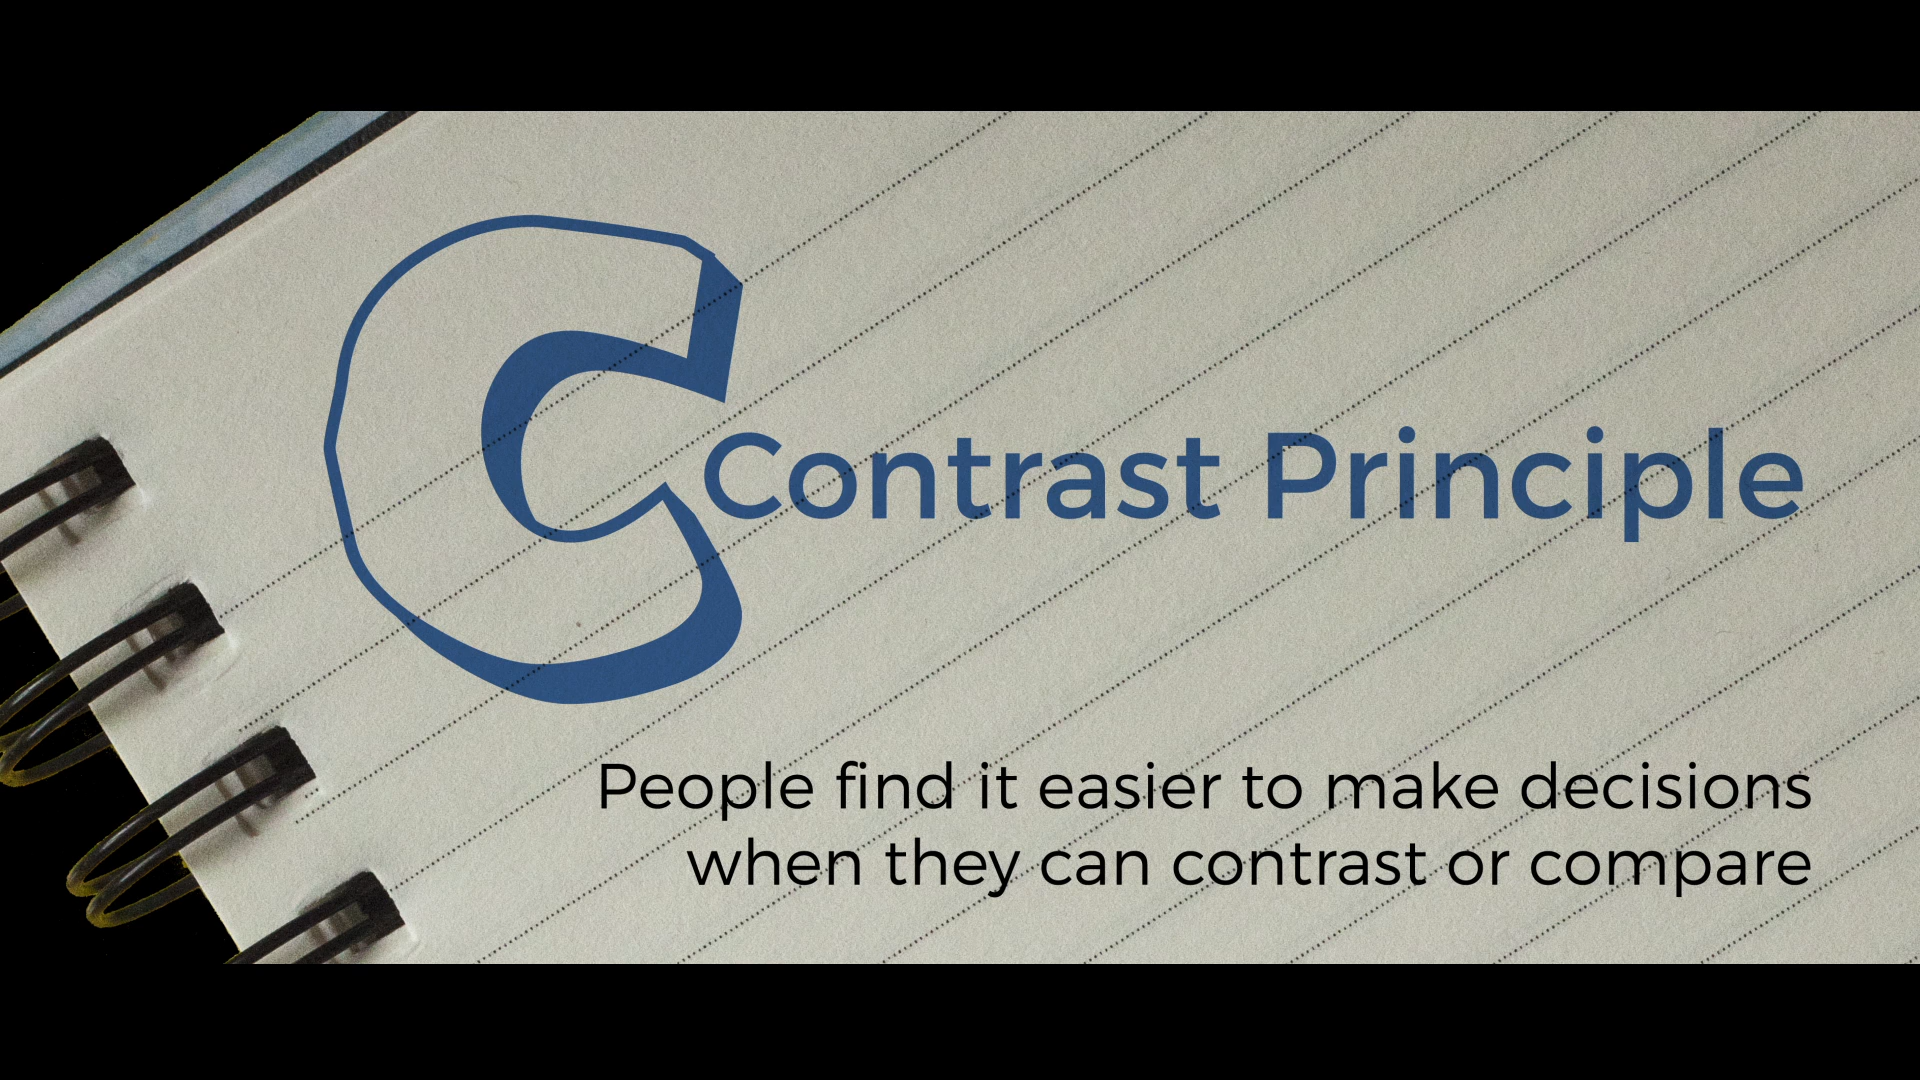 C
Contrast Principle
People find it easier to make decisions
when they can contrast or compare